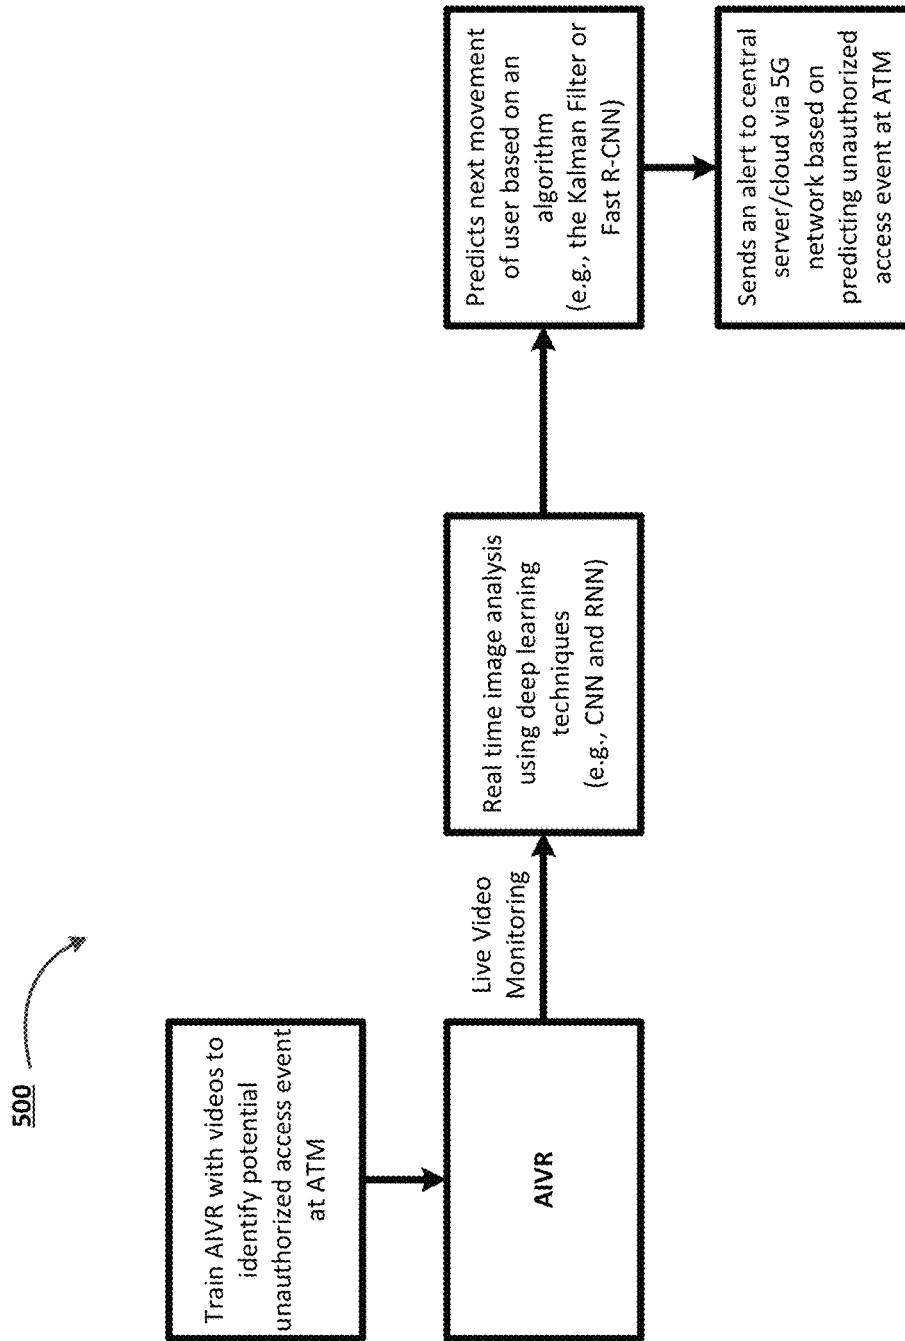 500
Train AIVR with videos to
identify potential
unauthorized access event
at ATM
AIVR
Live Video
Monitoring
Real time image analysis
using deep learning
techniques
(e.g., CNN and RNN)
Predicts next movement
of user based on an
algorithm
(e.g., the Kalman Filter or
Fast R-CNN)
Sends an alert to central
server/cloud via 5G
network based on
predicting unauthorized
access event at ATM